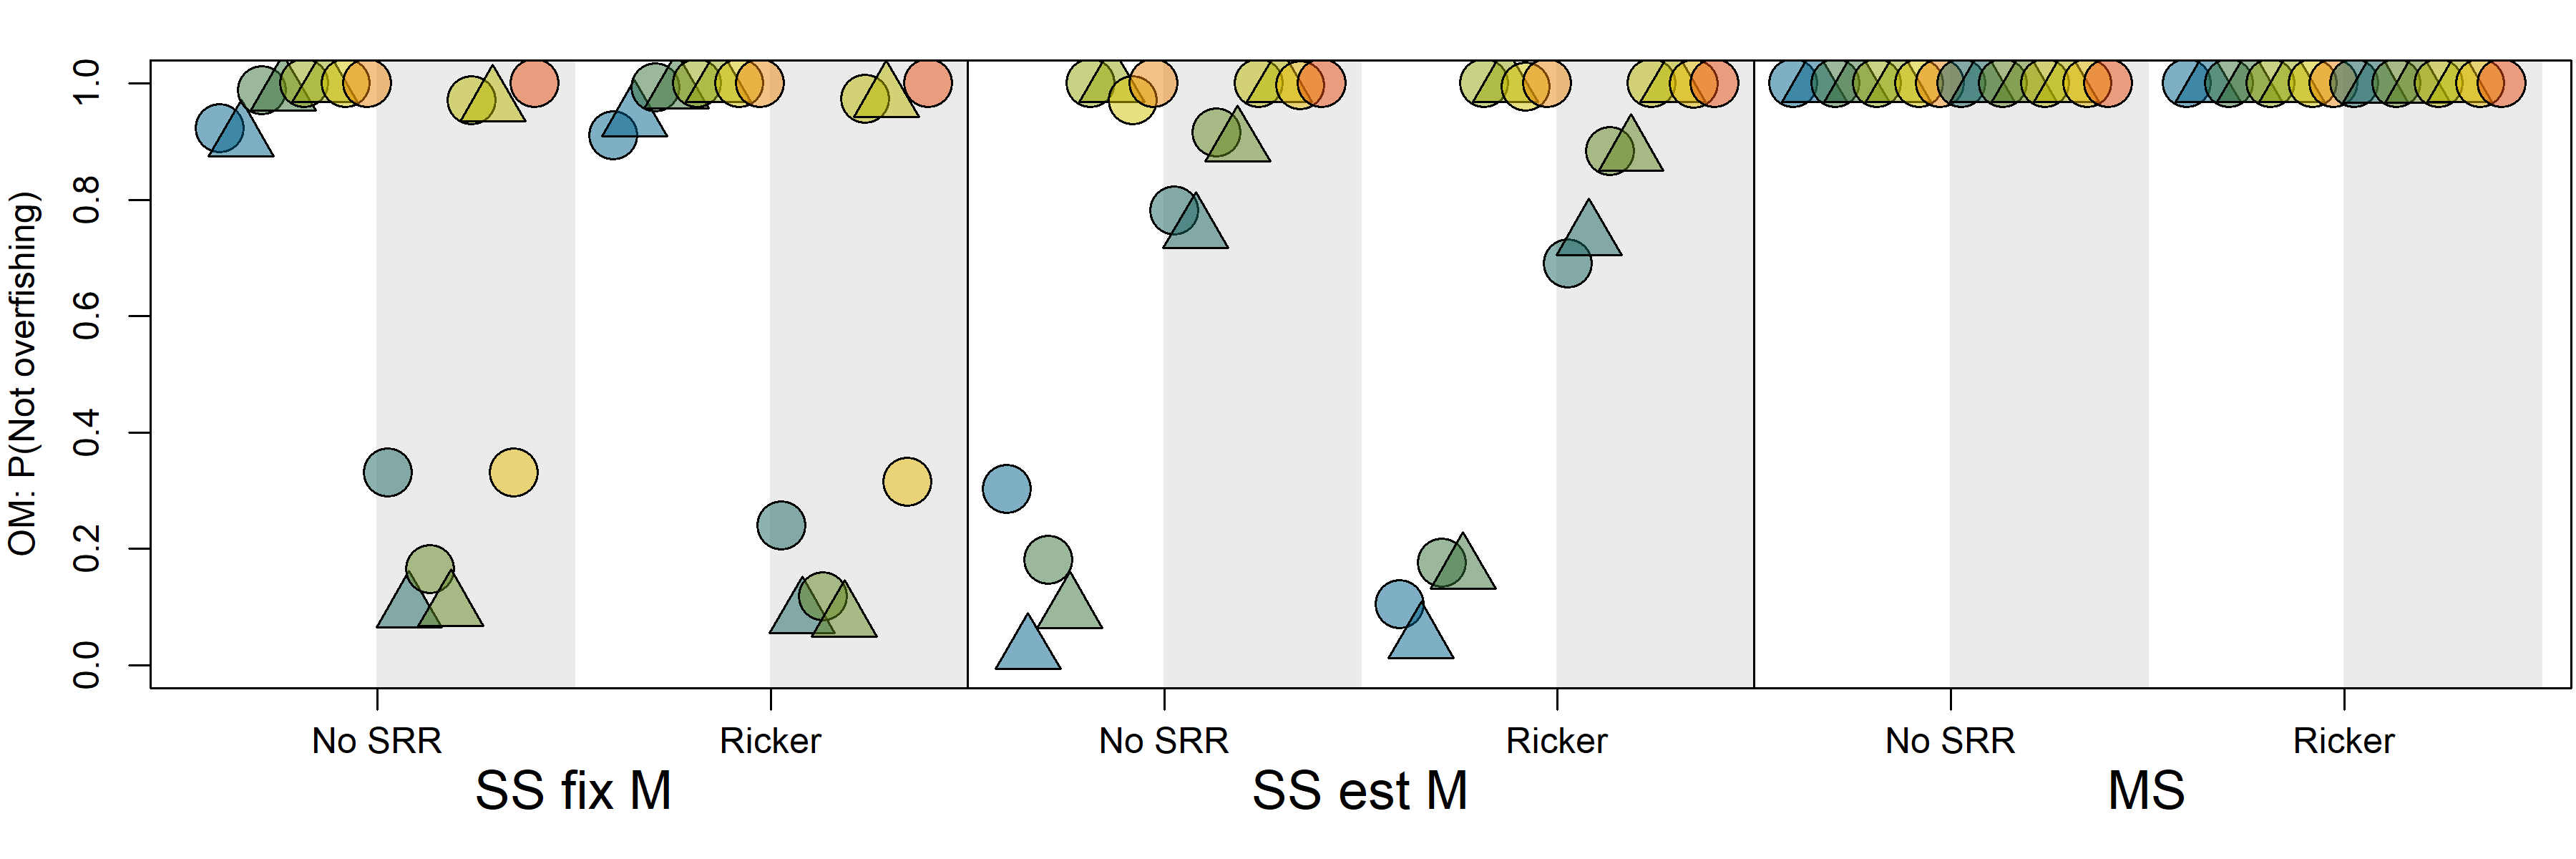 OM: P(Not overfishing)
1.0
0.8
0.6
0.4
0.2
0.0
No SRR Ricker No SRR Ricker No SRR Ricker
SS fix M SS est M MS